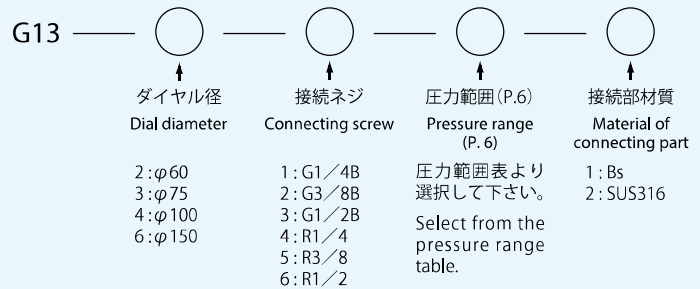 G13
ダイヤル径
Dial diameter
2:φ60
3:φ75
4:φ100
6:φ150
接続ネジ
Connecting screw
1:G1/4B
2:G3/8B
3:G1/2B
4:R1/4
5:R3/8
6:R1/2
圧力範囲(P.6)
Pressure range
(P. 6)
圧力範囲表より
選択して下さい。
Select from the
pressure range
table.
接続部材質
Material of
connecting part
1:Bs
2:SUS316